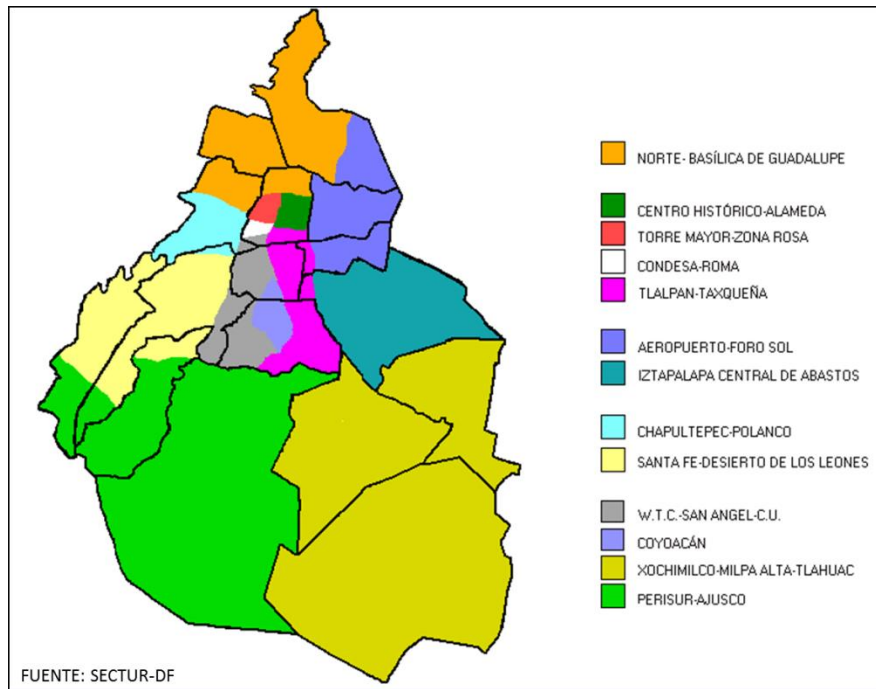 NORTE- BASÍLICA DE GUADALUPE
CENTRO HISTÓRICO-ALAMEDA
TORRE MAYOR-ZONA ROSA
CONDESA-ROMA
TLALPAN-TAXQUEÑA
AEROPUERTO-FORO SOL
IZTAPALAPA CENTRAL DE ABASTOS
CHAPULTEPEC-POLANCO
SANTA FE-DESIERTO DE LOS LEONES
W.T.C.-SAN ANGEL-C.U.
COYOACÁN
XOCHIMILCO-MILPA ALTA-TLAHUAC
PERISUR-AJUSCO
FUENTE: SECTUR-DF